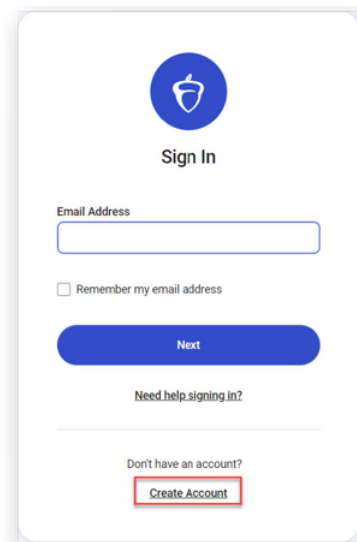 Sign In
Email Address
Remember my email address
Next
Need help signing in?
Don't have an account?
Create Account